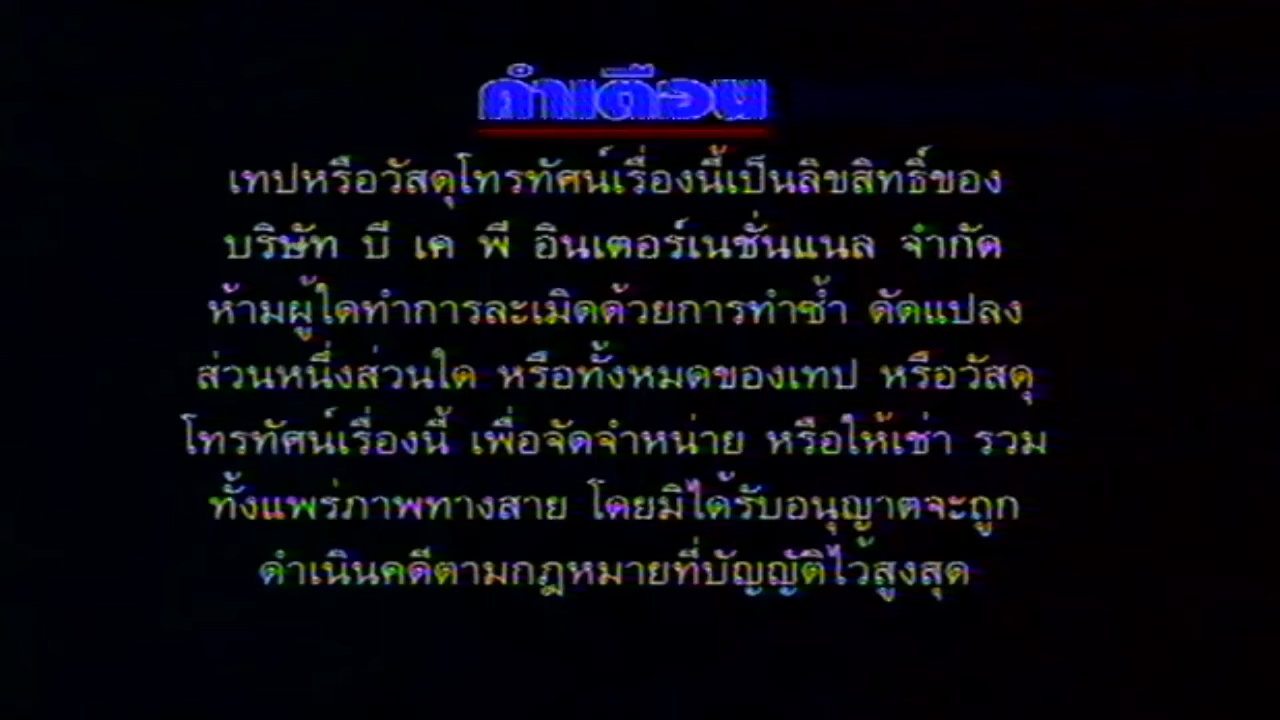 คำเตือน
เทปหรือวัสดุโทรทัศน์เรื่องนี้เป็นลิขสิทธิ์ของ
บริษัท บี เค พี อินเตอร์เนชั่นแนล จำกัด
ห้ามผู้ใดทำการละเมิดด้วยการทำซ้ำ ดัดแปลง
ส่วนหนึ่งส่วนใด หรือทั้งหมดของเทป หรือวัสดุ
โทรทัศน์เรื่องนี้ เพื่อจัดจำหน่าย หรือให้เช่า รวม
ทั้งแพร่ภาพทางสาย โดยมิได้รับอนุญาตจะถูก
ดำเนินคดีตามกฎหมายที่บัญญัติไว้สูงสุด